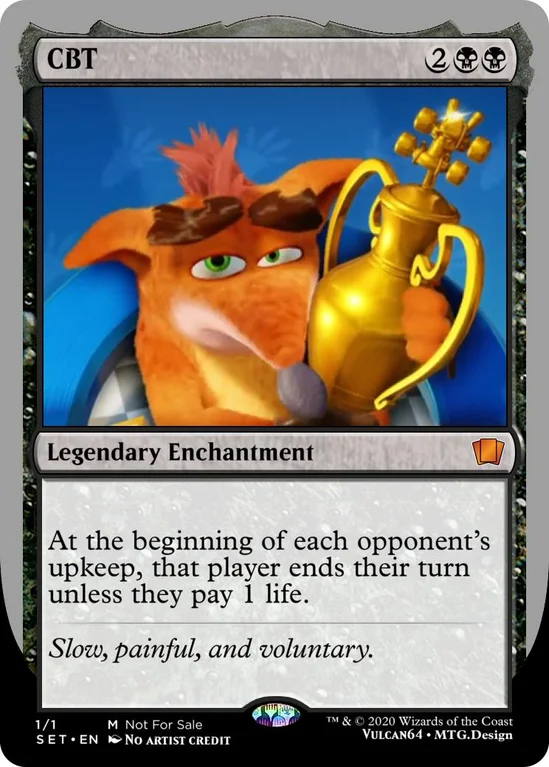 CBT 2
Legendary Enchantment
At the beginning of each opponent's
upkeep, that player ends their turn
unless they pay 1 life.
Slow, painful, and voluntary.
1/1 M Not For Sale ™ & © 2020 Wizards of the Coast
SET • EN No artist credit Vulcan64 • MTG.Design